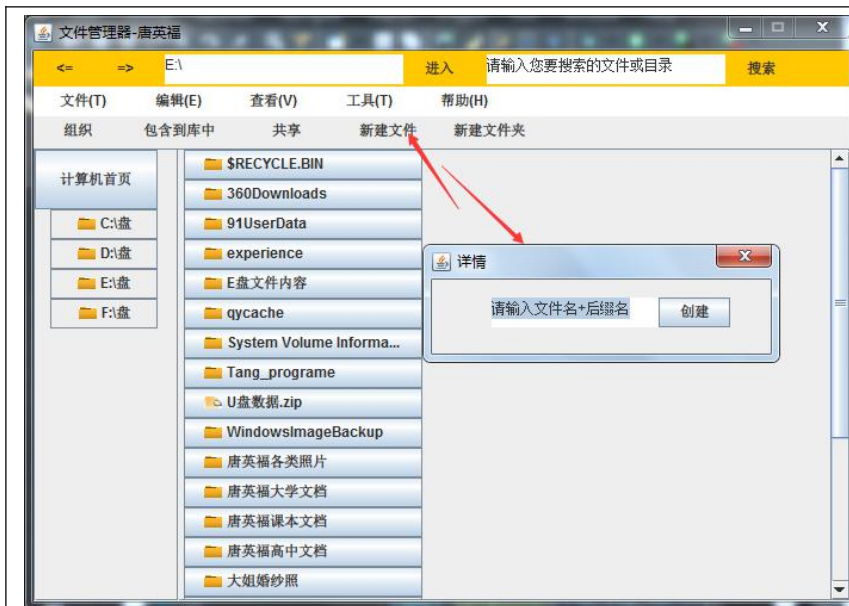 文件管理器-唐英福
<= => E:\ 进入 请输入您要搜索的文件或目录 搜索
文件(T) 编辑(E) 查看(V) 工具(T) 帮助(H)
组织 包含到库中 共享 新建文件 新建文件夹
计算机首页
C:\盘
D:\盘
E:\盘
F:\盘
$RECYCLE.BIN
360Downloads
91UserData
experience
E盘文件内容
qycache
System Volume Informa...
Tang_programe
U盘数据.zip
WindowsImageBackup
唐英福各类照片
唐英福大学文档
唐英福课本文档
唐英福高中文档
大姐婚纱照
详情
请输入文件名+后缀名 创建